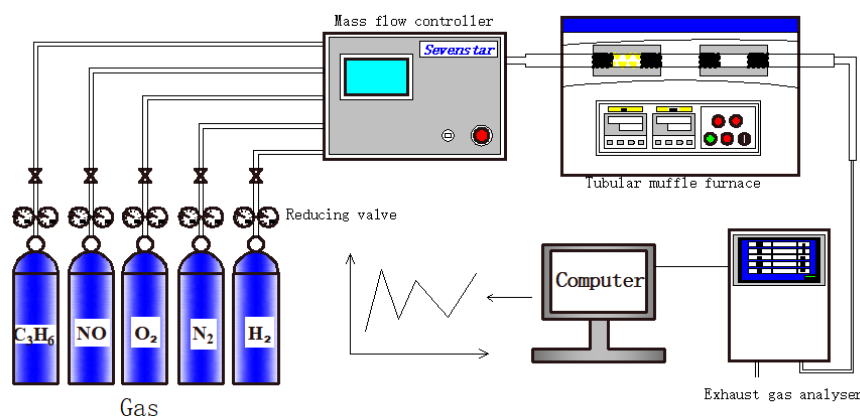 Mass flow controller
Sevenstar
Tubular muffle furnace
Reducing valve
Computer
C₃H₆ NO O₂ N₂ H₂
Exhaust gas analyser
Gas